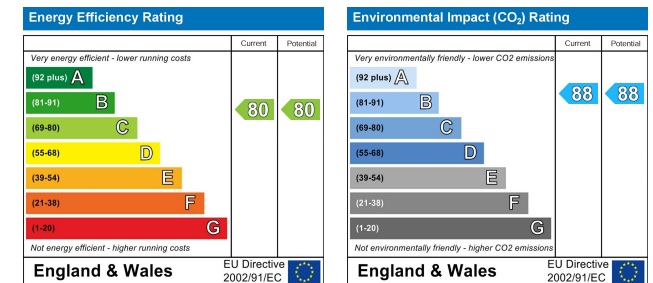 Energy Efficiency Rating
Current Potential
Very energy efficient - lower running costs
(92 plus) A
(81-91) B
(69-80) C
(55-68) D
(39-54) E
(21-38) F
(1-20) G
80 80
Not energy efficient - higher running costs
England & Wales
EU Directive
2002/91/EC
Environmental Impact (CO₂) Rating
Current Potential
Very environmentally friendly - lower CO2 emissions
(92 plus) A
(81-91) B
(69-80) C
(55-68) D
(39-54) E
(21-38) F
(1-20) G
88 88
Not environmentally friendly - higher CO2 emissions
England & Wales
EU Directive
2002/91/EC